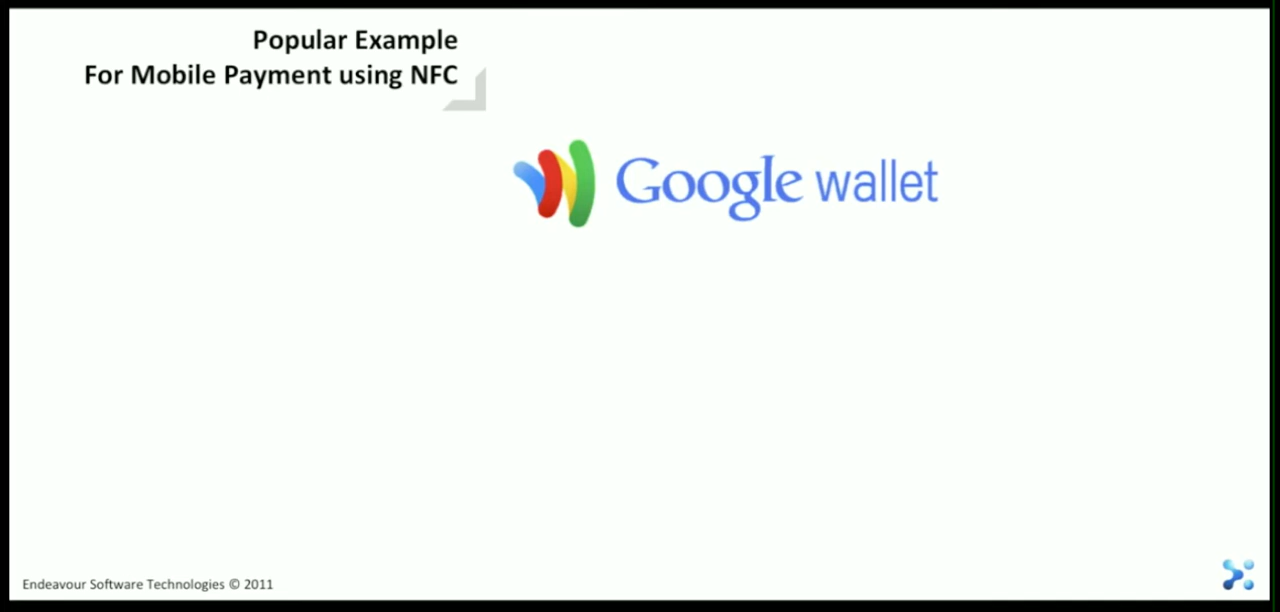 Popular Example
For Mobile Payment using NFC
Google wallet
Endeavour Software Technologies © 2011